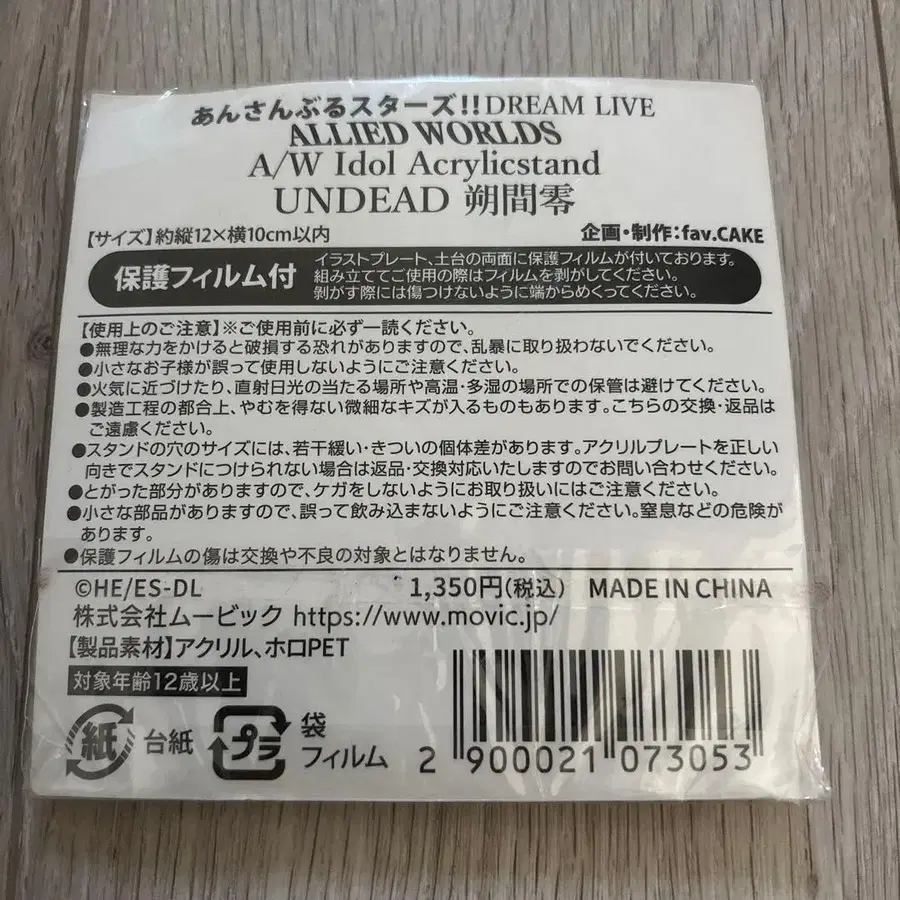 あんさんぶるスターズ!!DREAM LIVE
ALLIED WORLDS
A/W Idol Acrylicstand
UNDEAD 朔間零
【サイズ】約縦12×横10cm以内
企画・制作:fav.CAKE
保護フィルム付
イラストプレート、土台の両面に保護フィルムが付いております。
組み立ててご使用の際はフィルムを剥がしてください。
剥がす際には傷つけないように端からめくってください。
【使用上のご注意】※ご使用前に必ず一読ください。
●無理な力をかけると破損する恐れがありますので、乱暴に取り扱わないでください。
●小さなお子様が誤って使用しないようにご注意ください。
●火気に近づけたり、直射日光の当たる場所や高温・多湿の場所での保管は避けてください。
●製造工程の都合上、やむを得ない微細なキズが入るものもあります。こちらの交換・返品は
ご遠慮ください。
●スタンドの穴のサイズには、若干緩い・きついの個体差があります。アクリルプレートを正しい
向きでスタンドにつけられない場合は返品・交換対応いたしますのでお問い合わせください。
●とがった部分がありますので、ケガをしないようにお取り扱いにはご注意ください。
●小さな部品がありますので、誤って飲み込まないようにご注意ください。窒息などの危険が
あります。
●保護フィルムの傷は交換や不良の対象とはなりません。
©HE/ES-DL 1,350円(税込) MADE IN CHINA
株式会社ムービック https://www.movic.jp/
【製品素材】アクリル、ホロPET
対象年齢12歳以上
紙 台紙
プラ 袋
フィルム
2 900021 073053